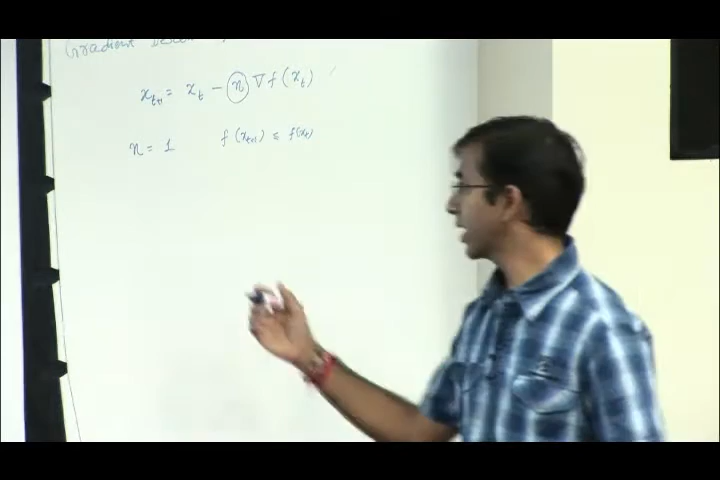 Gradient
x_{t+1} = x_t - η ∇f(x_t)
η = 1 f(x_{t+1}) ≤ f(x_t)